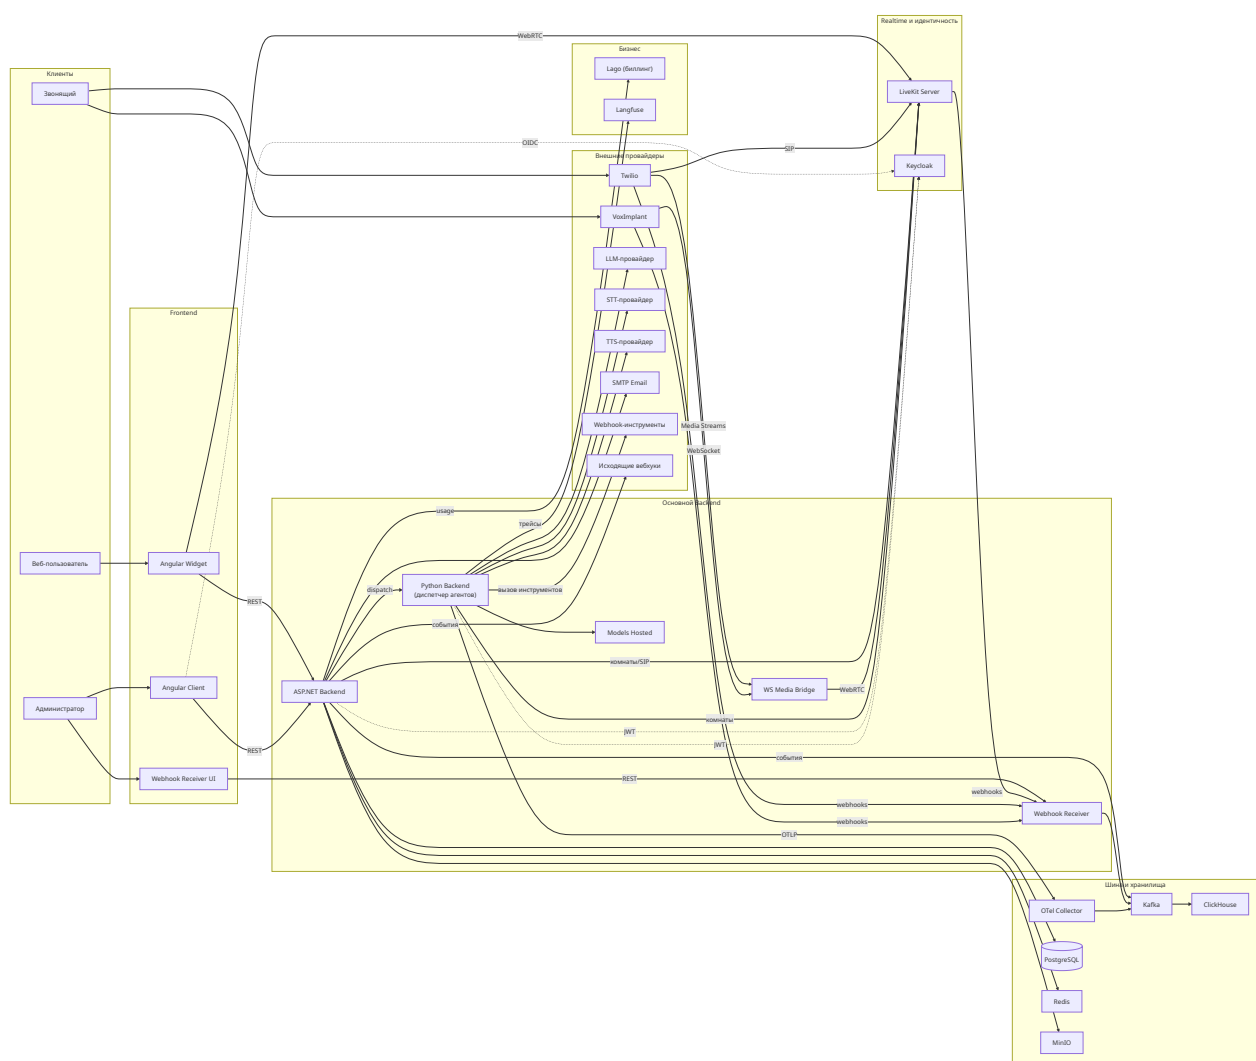 Realtime и идентичность
WebRTC
Бизнес
Lago (биллинг)
Клиенты
Звонящий
LiveKit Server
Langfuse
OIDC
SIP
Внешние провайдеры
Keycloak
Twilio
VoxImplant
LLM-провайдер
STT-провайдер
Frontend
TTS-провайдер
SMTP Email
Webhook-инструменты
Media Streams
WebSocket
Исходящие вебхуки
Основной Backend
usage
трейсы
Веб-пользователь
Angular Widget
dispatch
Python Backend
(диспетчер агентов)
вызов инструментов
REST
события
Models Hosted
комнаты/SIP
Angular Client
ASP.NET Backend
WS Media Bridge
WebRTC
Администратор
комнаты
JWT
JWT
REST
события
Webhook Receiver UI
REST
webhooks
webhooks
Webhook Receiver
webhooks
OTLP
Шина и хранилища
OTel Collector
Kafka
ClickHouse
PostgreSQL
Redis
MinIO